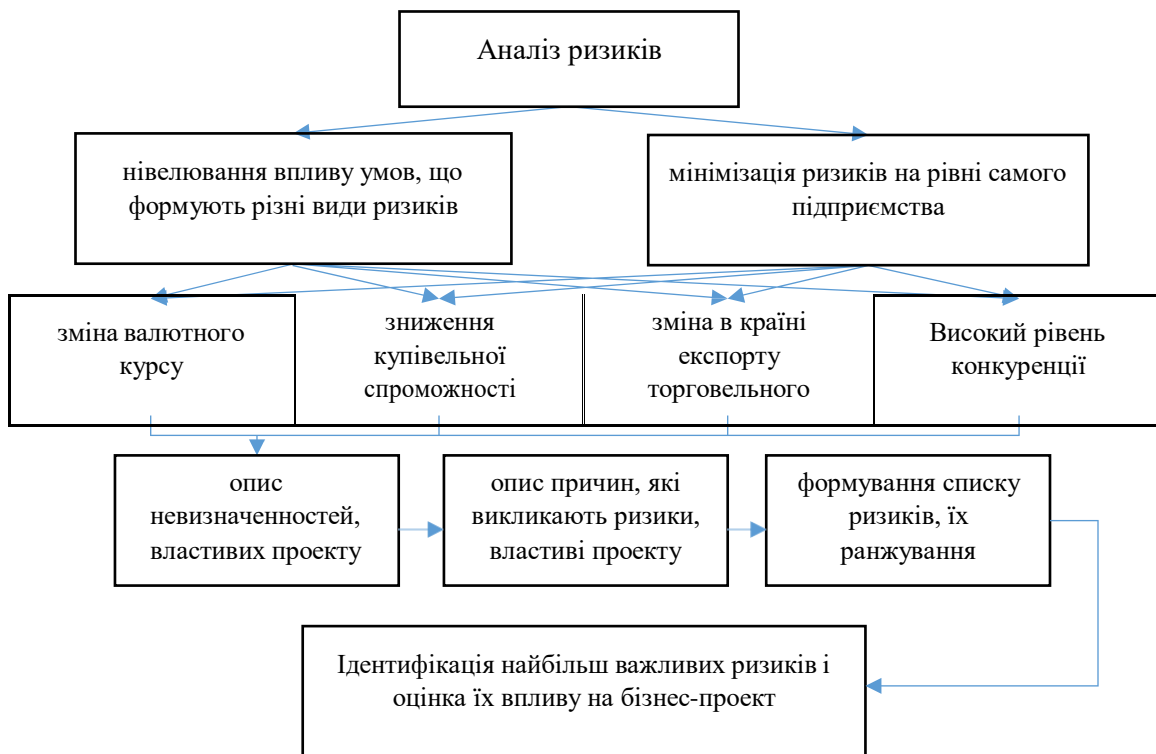 Аналіз ризиків
нівелювання впливу умов, що
формують різні види ризиків
мінімізація ризиків на рівні самого
підприємства
зміна валютного
курсу
зниження
купівельної
спроможності
зміна в країні
експорту
торговельного
Високий рівень
конкуренції
опис
невизначенностей,
властивих проекту
опис причин, які
викликають ризики,
властиві проекту
формування списку
ризиків, їх
ранжування
Ідентифікація найбільш важливих ризиків і
оцінка їх впливу на бізнес-проект